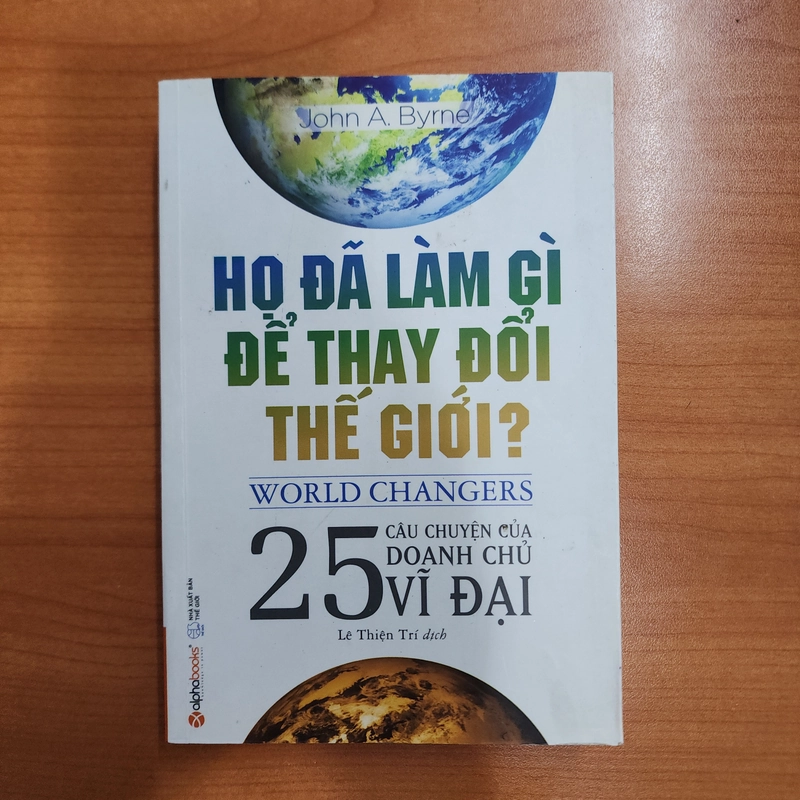 John A. Byrne
HỌ ĐÃ LÀM GÌ
ĐỂ THAY ĐỔI
THẾ GIỚI?
WORLD CHANGERS
25
CÂU CHUYỆN CỦA
DOANH CHỦ
VĨ ĐẠI
Lê Thiện Trí dịch
NHÀ XUẤT BẢN
THẾ GIỚI
alphabooks